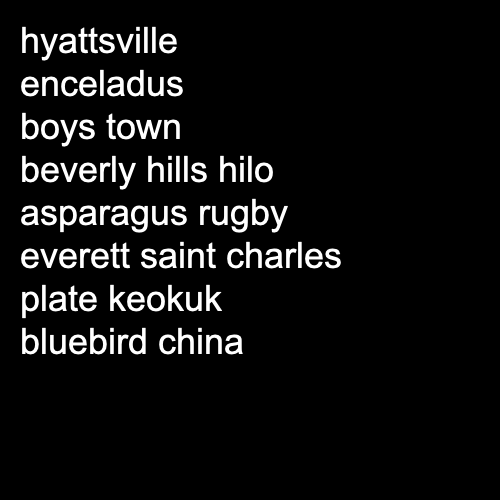 hyattsville
enceladus
boys town
beverly hills hilo
asparagus rugby
everett saint charles
plate keokuk
bluebird china